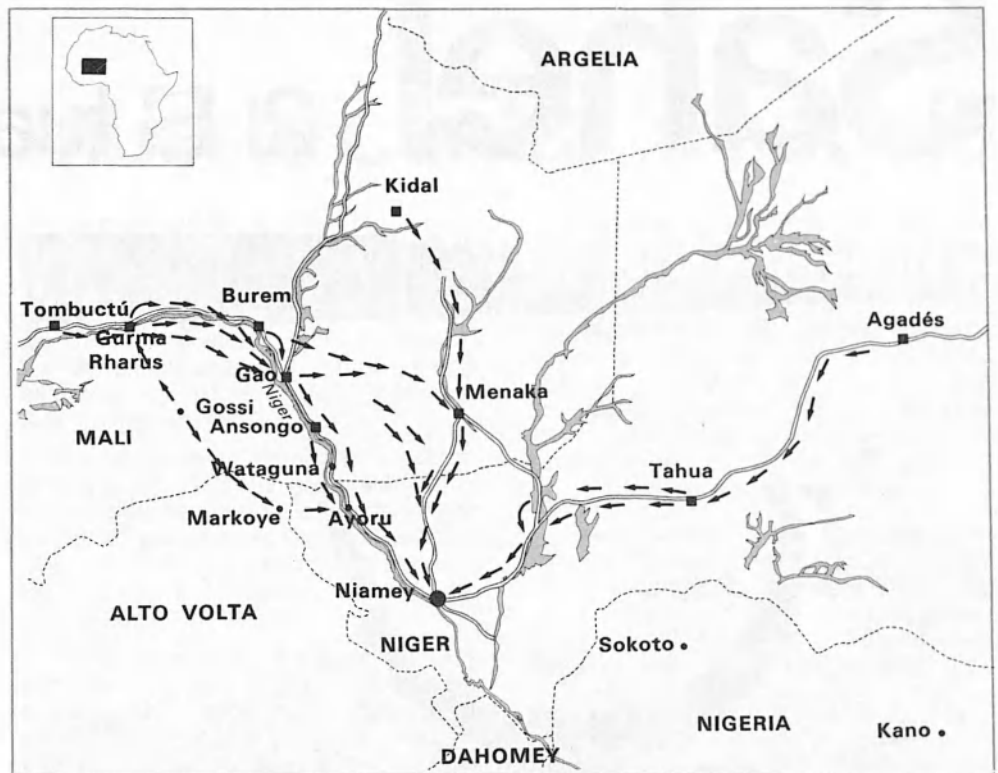 ARGELIA
Kidal
Tombuctú
Burem
Gurma
Rharus
Agadés
Gao
Niger
Menaka
Gossi
Ansongo
MALI
Wataguna
Tahua
Markoye
Ayoru
Niamey
ALTO VOLTA
NIGER
Sokoto
NIGERIA
Kano
DAHOMEY